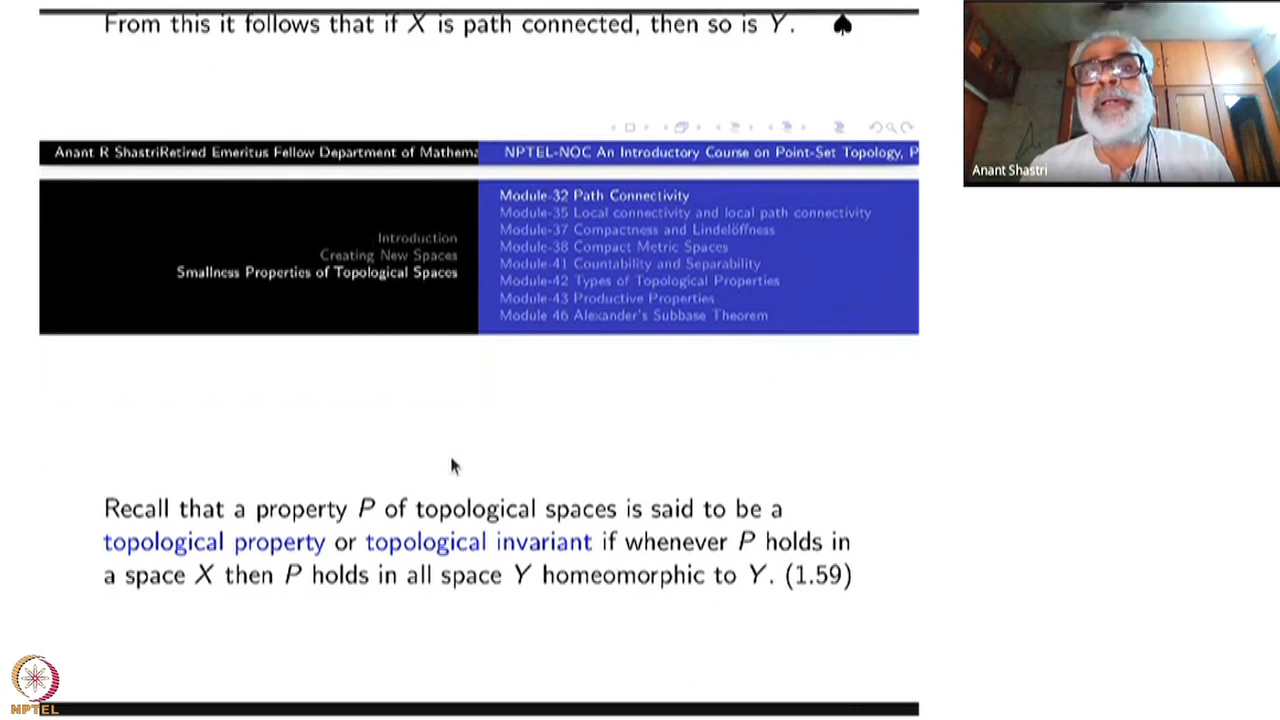 From this it follows that if X is path connected, then so is Y. ♠
Anant R ShastriRetired Emeritus Fellow Department of Mathema
NPTEL-NOC An Introductory Course on Point-Set Topology, P
Introduction
Creating New Spaces
Smallness Properties of Topological Spaces
Module-32 Path Connectivity
Module-35 Local connectivity and local path connectivity
Module-37 Compactness and Lindelöffness
Module-38 Compact Metric Spaces
Module-41 Countability and Separability
Module-42 Types of Topological Properties
Module-43 Productive Properties
Module 46 Alexander's Subbase Theorem
Recall that a property P of topological spaces is said to be a
topological property or topological invariant if whenever P holds in
a space X then P holds in all space Y homeomorphic to Y. (1.59)
Anant Shastri
NPTEL